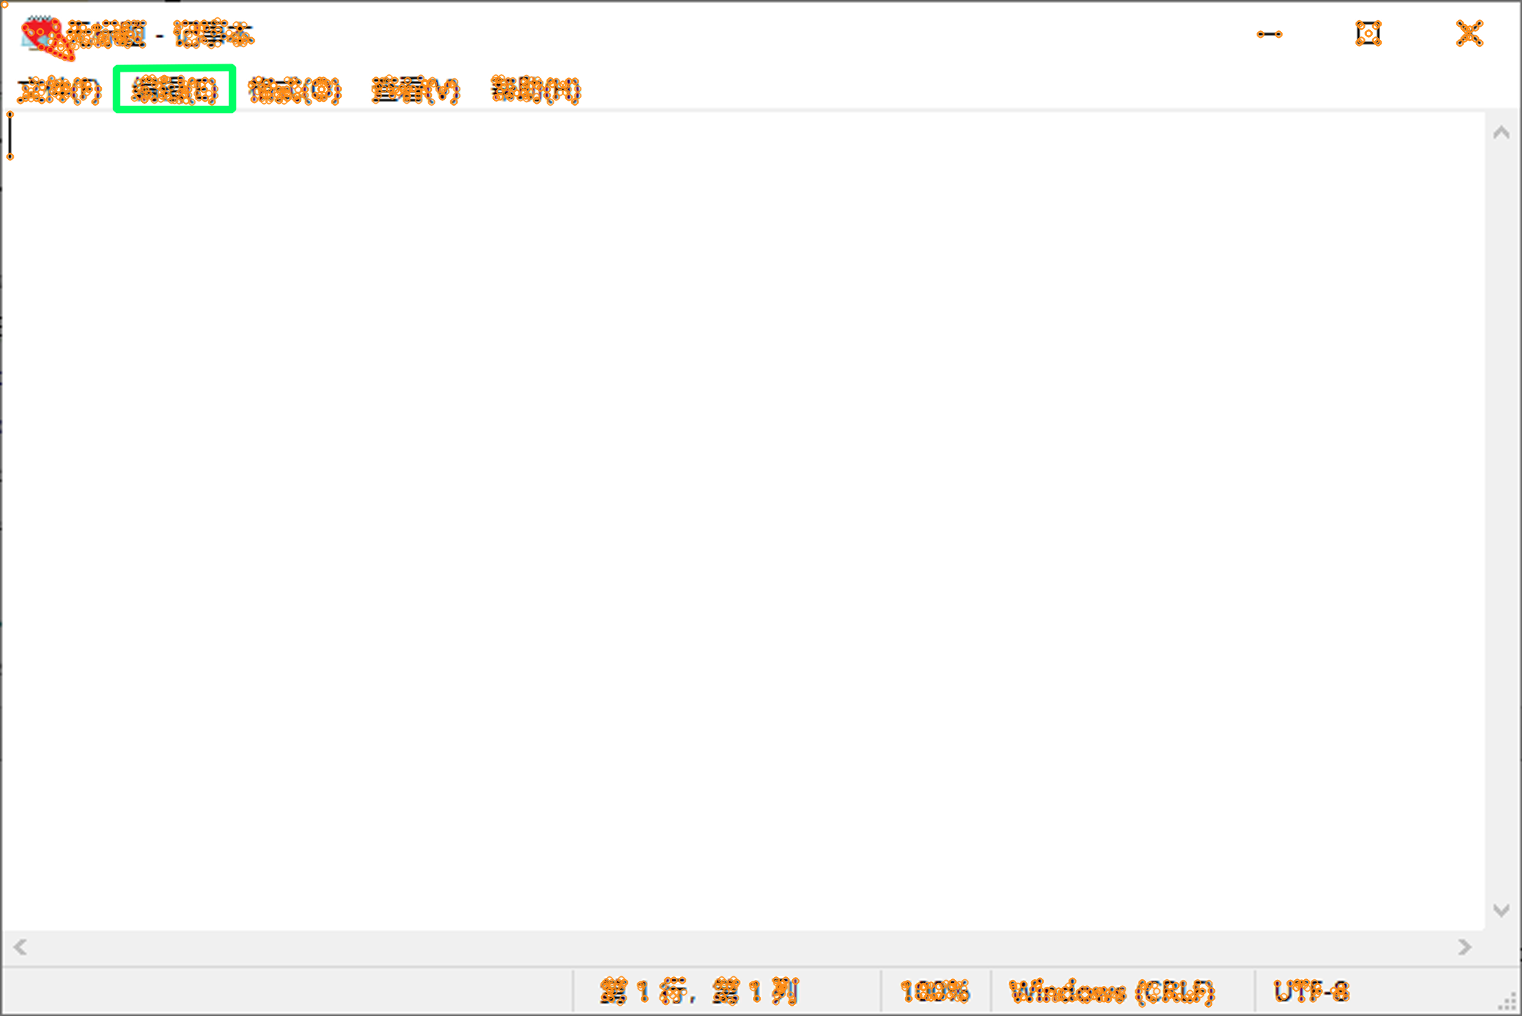 无标题 - 记事本
文件(F) 编辑(E) 格式(O) 查看(V) 帮助(H)
第 1 行, 第 1 列 100% Windows (CRLF) UTF-8